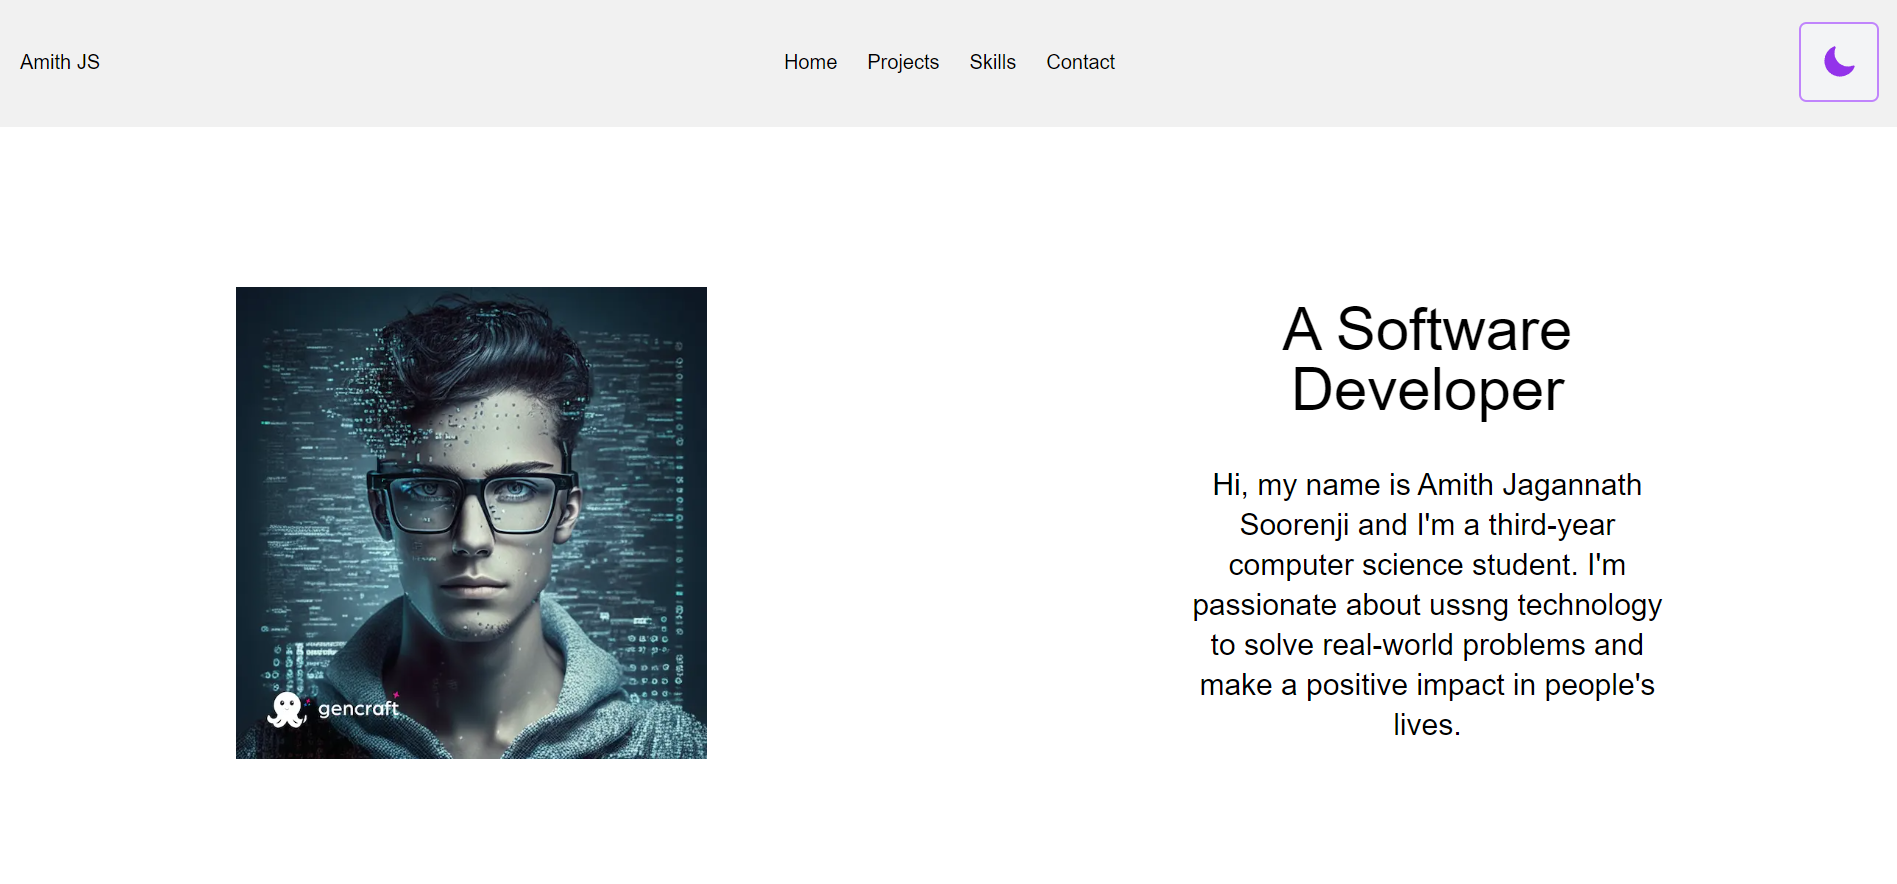 Amith JS
Home Projects Skills Contact
A Software
Developer
Hi, my name is Amith Jagannath
Soorenji and I'm a third-year
computer science student. I'm
passionate about ussng technology
to solve real-world problems and
make a positive impact in people's
lives.
gencraft